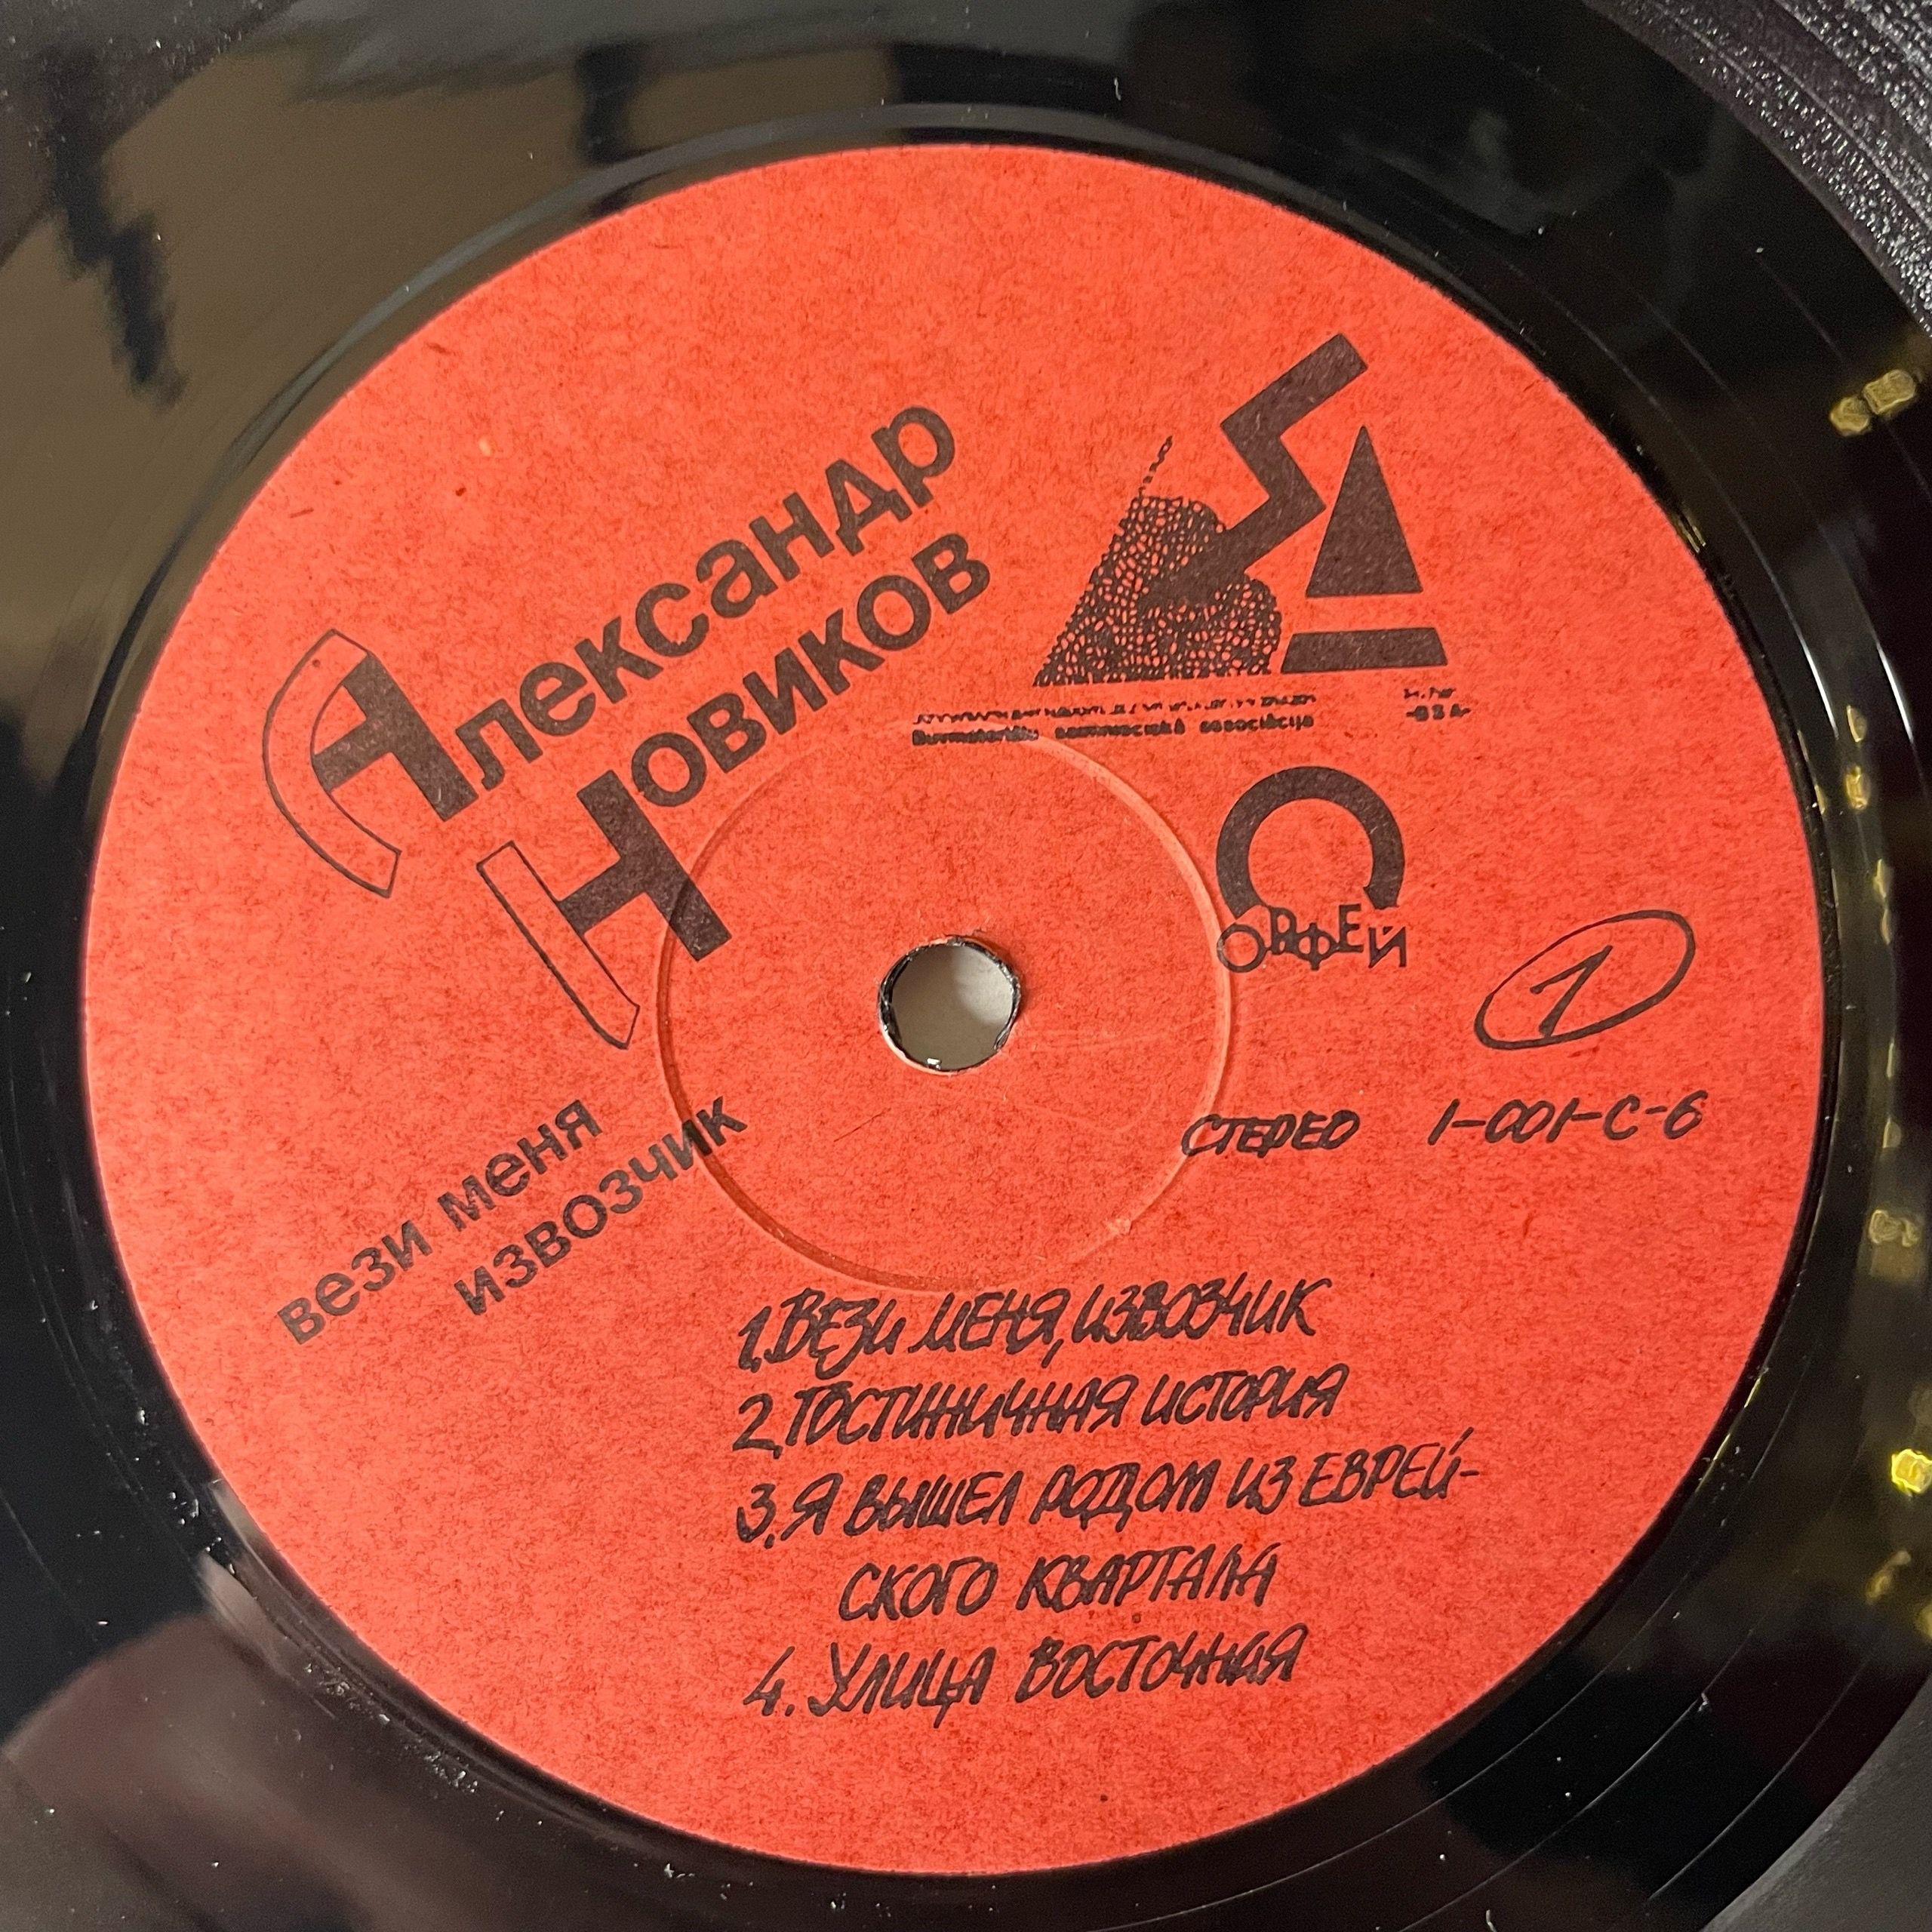 Александр
Новиков
asociācija
ОРФЕЙ
1
вези меня
извозчик
СТЕРЕО 1-001-С-6
1. ВЕЗИ МЕНЯ, ИЗВОЗЧИК
2. ГОСТИНИЧНАЯ ИСТОРИЯ
3. Я ВЫШЕЛ РОДОМ ИЗ ЕВРЕЙ-
СКОГО КВАРТАЛА
4. УЛИЦА ВОСТОЧНАЯ